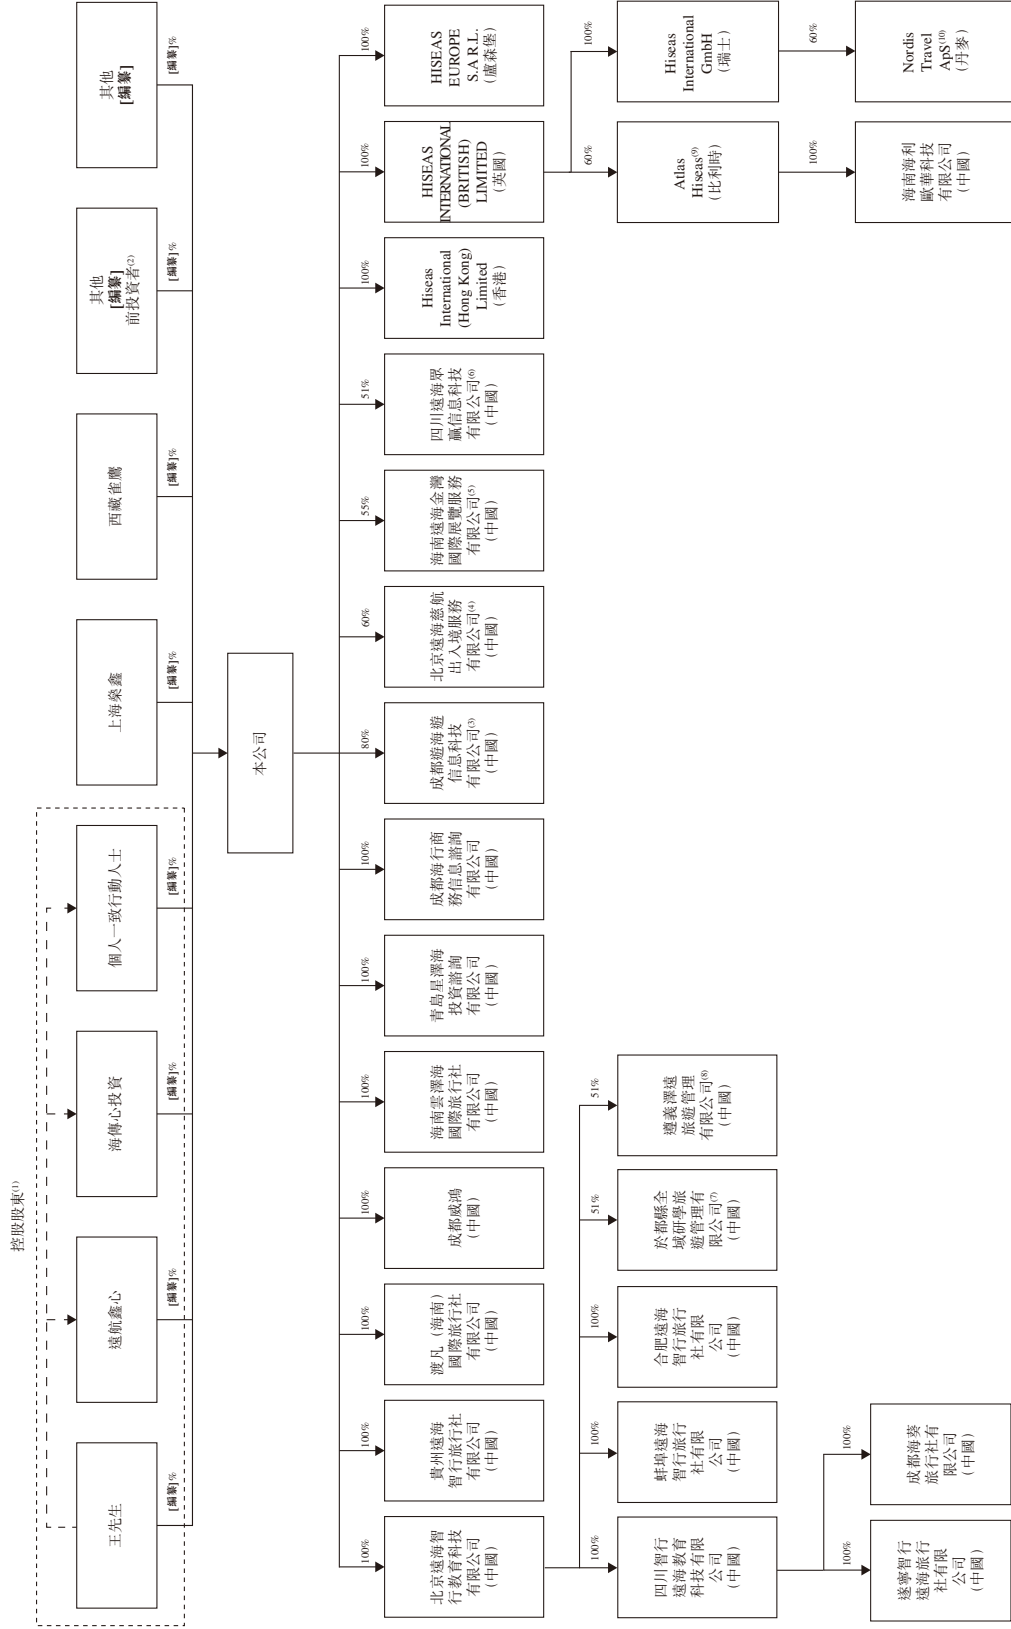 控股股東(1)
王先生
遠航鑫心
海傳心投資
個人一致行動人士
上海燊鑫
西藏雀鷹
其他
[編纂]
前投資者(2)
其他
[編纂]
[編纂]%
[編纂]%
[編纂]%
[編纂]%
[編纂]%
[編纂]%
[編纂]%
[編纂]%
本公司
100%
100%
100%
100%
100%
100%
100%
80%
60%
55%
51%
100%
100%
100%
北京遠海智
行教育科技
有限公司
(中國)
貴州遠海
智行旅行社
有限公司
(中國)
渡凡(海南)
國際旅行社
有限公司
(中國)
成都威鴻
(中國)
海南雲澤海
國際旅行社
有限公司
(中國)
青島星澤海
投資諮詢
有限公司
(中國)
成都海行商
務信息諮詢
有限公司
(中國)
成都遊海遊
信息科技
有限公司(3)
(中國)
北京遠海慈航
出入境服務
有限公司(4)
(中國)
海南遠海金灣
國際展覽服務
有限公司(5)
(中國)
四川遠海眾
贏信息科技
有限公司(6)
(中國)
Hiseas
International
(Hong Kong)
Limited
(香港)
HISEAS
INTERNATIONAL
(BRITISH)
LIMITED
(英國)
HISEAS
EUROPE
S.A R.L.
(盧森堡)
100%
100%
100%
51%
51%
60%
100%
四川智行
遠海教育
科技有限
公司
(中國)
蚌埠遠海
智行旅行
社有限
公司
(中國)
合肥遠海
智行旅行
社有限
公司
(中國)
於都縣全
域研學旅
遊管理有
限公司(7)
(中國)
遵義澤遠
旅遊管理
有限公司(8)
(中國)
Atlas
Hiseas(9)
(比利時)
Hiseas
International
GmbH
(瑞士)
100%
100%
100%
60%
遂寧智行
遠海旅行
社有限
公司
(中國)
成都海葵
旅行社有
限公司
(中國)
海南海利
歐華科技
有限公司
(中國)
Nordis
Travel
ApS(10)
(丹麥)